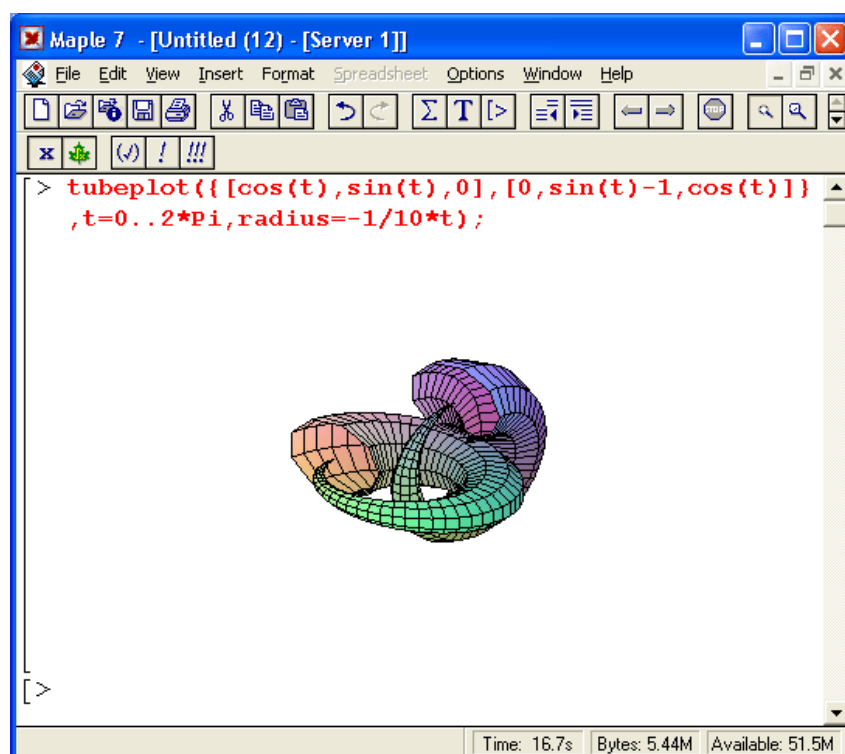 Maple 7 - [Untitled (12) - [Server 1]]
File Edit View Insert Format Spreadsheet Options Window Help
Σ T [>
x (√) ! !!!
[> tubeplot({[cos(t),sin(t),0],[0,sin(t)-1,cos(t)]}
,t=0..2*Pi,radius=-1/10*t);
[>
Time: 16.7s Bytes: 5.44M Available: 51.5M